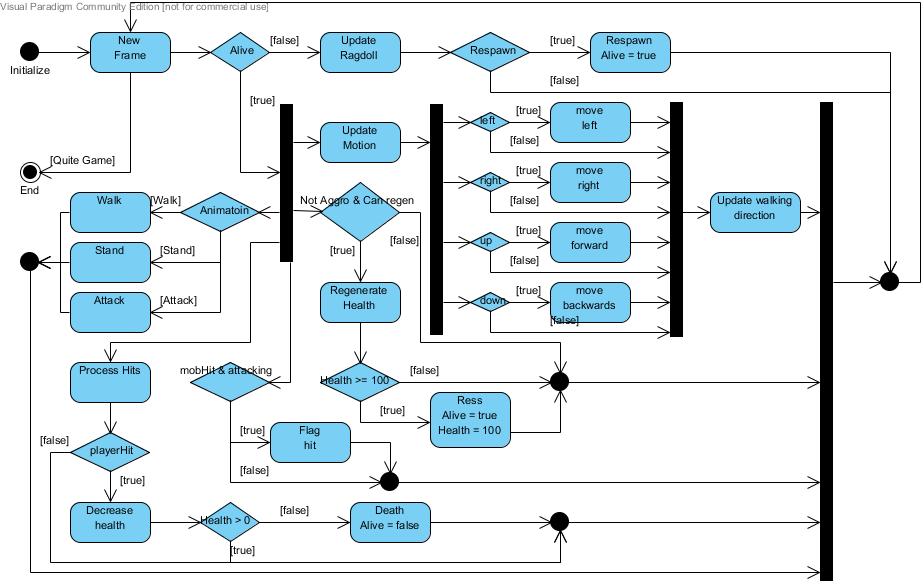 Visual Paradigm Community Edition [not for commercial use]
Initialize
New
Frame
Alive
[false]
Update
Ragdoll
Respawn
[true]
Respawn
Alive = true
[false]
[true]
[Quite Game]
End
Update
Motion
left
[true]
move
left
[false]
right
[true]
move
right
[false]
up
[true]
move
forward
[false]
down
[true]
move
backwards
[false]
Update walking
direction
Walk
[Walk]
Animatoin
Stand
[Stand]
Attack
[Attack]
Not Aggro & Can regen
[true]
[false]
Regenerate
Health
Process Hits
mobHit & attacking
Health >= 100
[false]
[true]
Ress
Alive = true
Health = 100
[true]
Flag
hit
[false]
[false]
playerHit
[true]
Decrease
health
Health > 0
[false]
Death
Alive = false
[true]